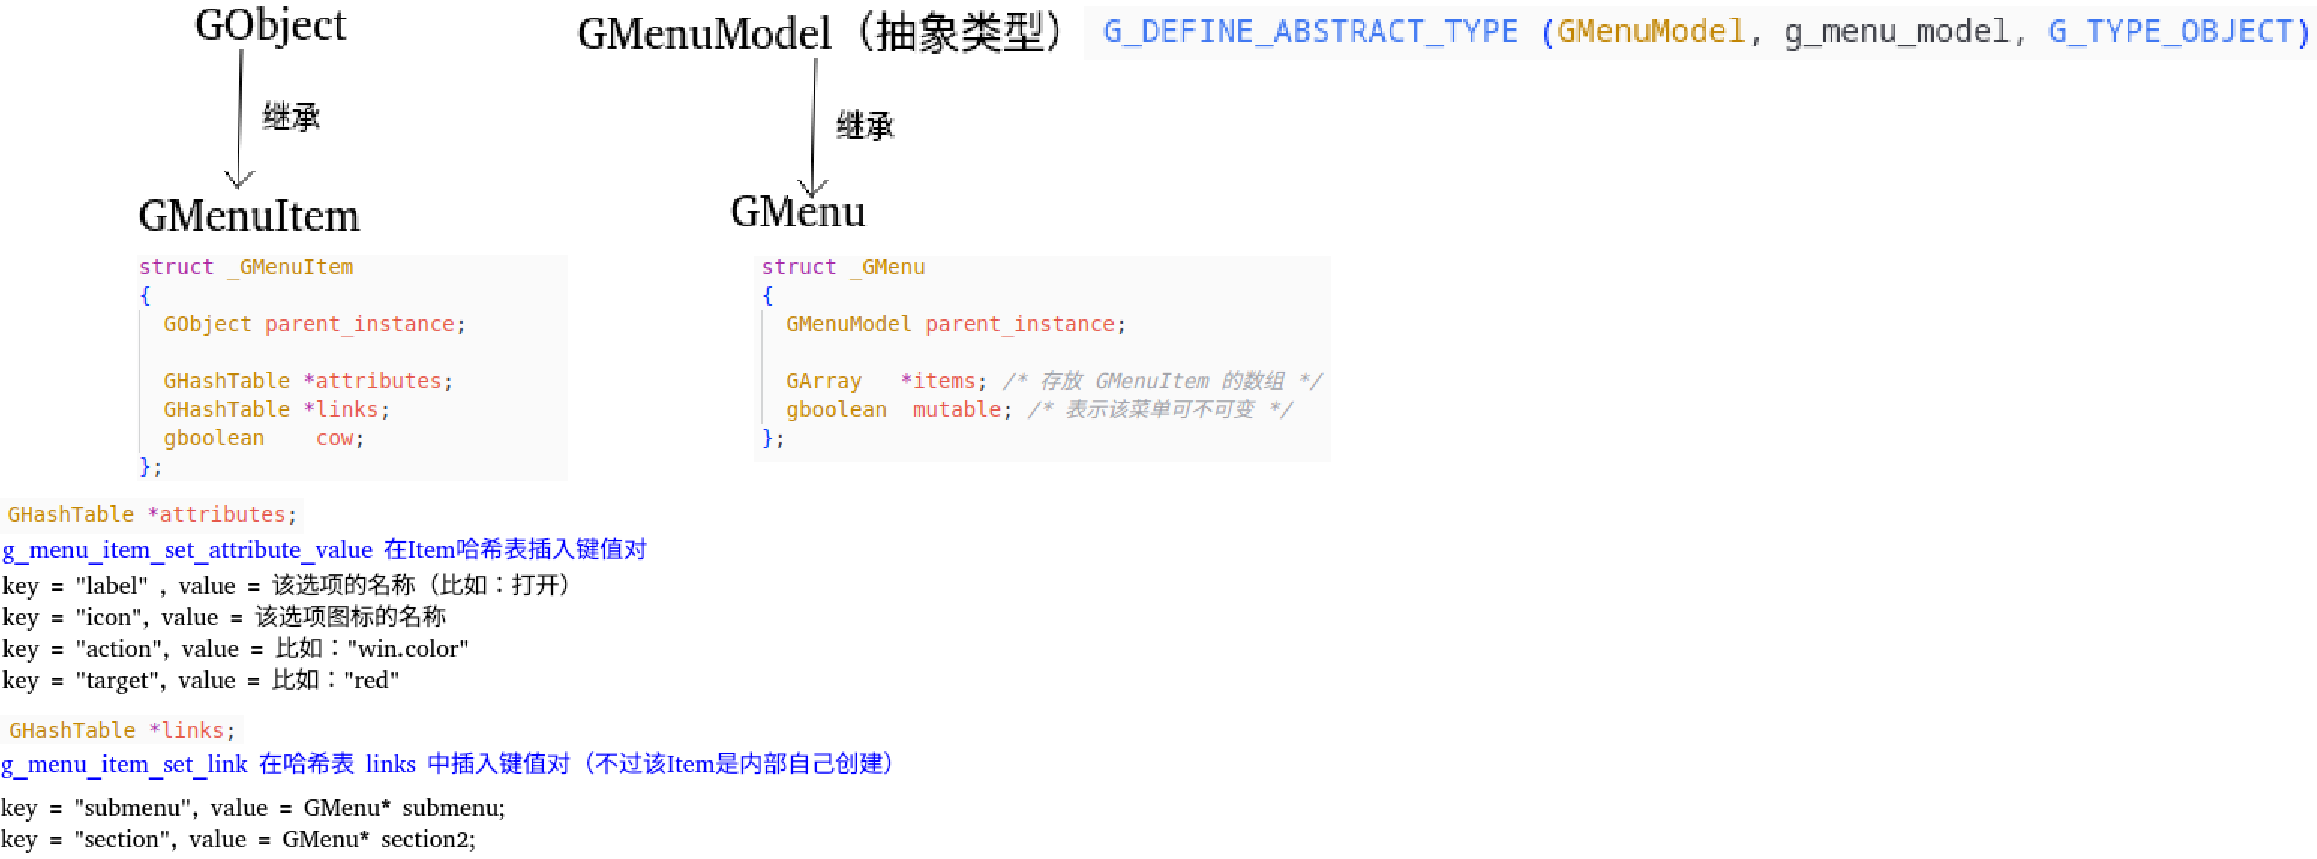 GObject
GMenuModel（抽象类型） G_DEFINE_ABSTRACT_TYPE (GMenuModel, g_menu_model, G_TYPE_OBJECT)
继承
继承
GMenuItem
GMenu
struct _GMenuItem
{
GObject parent_instance;
GHashTable *attributes;
GHashTable *links;
gboolean cow;
};
struct _GMenu
{
GMenuModel parent_instance;
GArray *items; /* 存放 GMenuItem 的数组 */
gboolean mutable; /* 表示该菜单可不可变 */
};
GHashTable *attributes;
g_menu_item_set_attribute_value 在Item哈希表插入键值对
key = "label" , value = 该选项的名称（比如：打开）
key = "icon", value = 该选项图标的名称
key = "action", value = 比如："win.color"
key = "target", value = 比如："red"
GHashTable *links;
g_menu_item_set_link 在哈希表 links 中插入键值对（不过该Item是内部自己创建）
key = "submenu", value = GMenu* submenu;
key = "section", value = GMenu* section2;